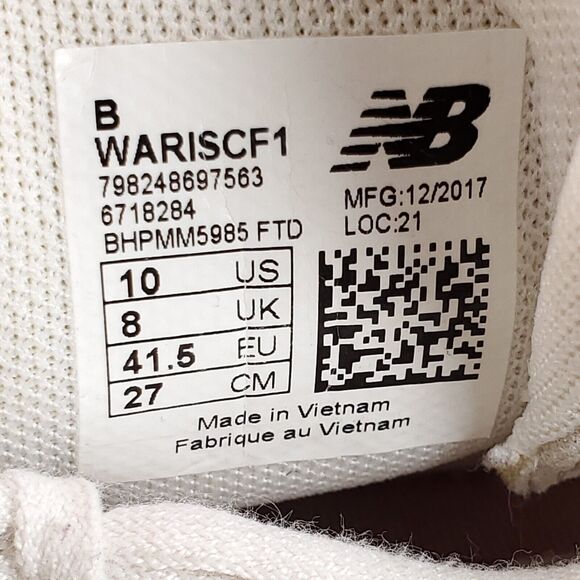 B
WARISCF1
798248697563
6718284
BHPMM5985 FTD
NB
MFG:12/2017
LOC:21
10 US
8 UK
41.5 EU
27 CM
Made in Vietnam
Fabrique au Vietnam